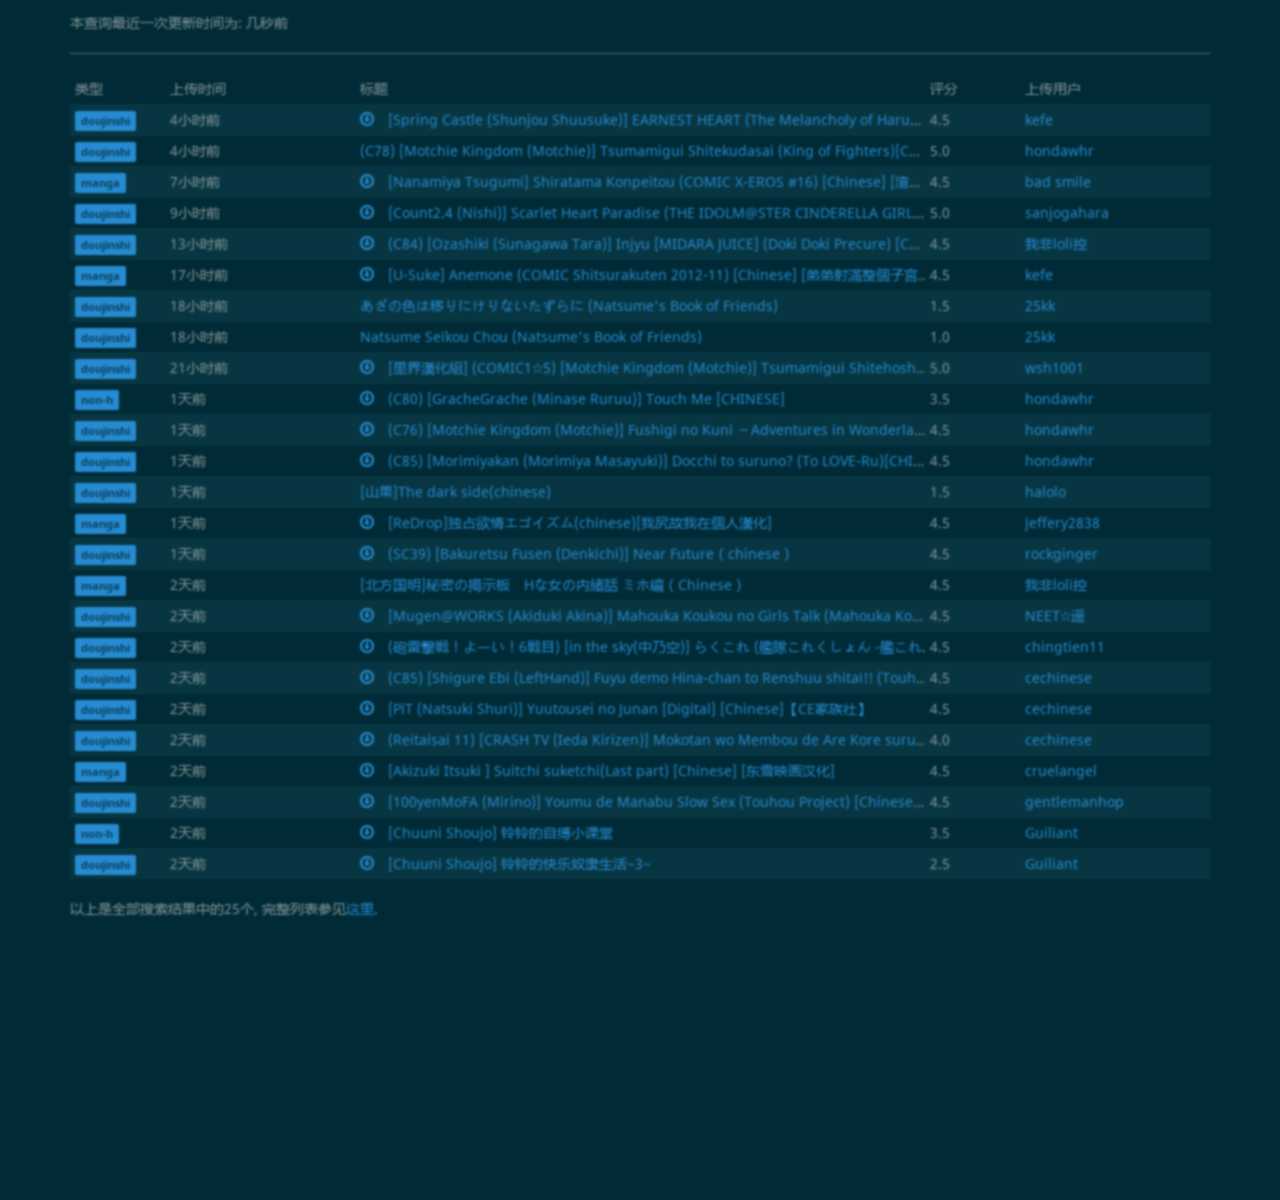 本查询最近一次更新时间为: 几秒前
类型 上传时间 标题 评分 上传用户
doujinshi 4小时前 [Spring Castle (Shunjou Shuusuke)] EARNEST HEART (The Melancholy of Haru... 4.5 kefe
doujinshi 4小时前 (C78) [Motchie Kingdom (Motchie)] Tsumamigui Shitekudasai (King of Fighters)[C... 5.0 hondawhr
manga 7小时前 [Nanamiya Tsugumi] Shiratama Konpeitou (COMIC X-EROS #16) [Chinese] [... 4.5 bad smile
doujinshi 9小时前 [Count2.4 (Nishi)] Scarlet Heart Paradise (THE IDOLM@STER CINDERELLA GIRL... 5.0 sanjogahara
doujinshi 13小时前 (C84) [Ozashiki (Sunagawa Tara)] Injyu [MIDARA JUICE] (Doki Doki Precure) [C... 4.5 我非loli控
manga 17小时前 [U-Suke] Anemone (COMIC Shitsurakuten 2012-11) [Chinese] [弟弟射滿整個子宮... 4.5 kefe
doujinshi 18小时前 あざの色は移りにけりないたずらに (Natsume's Book of Friends) 1.5 25kk
doujinshi 18小时前 Natsume Seikou Chou (Natsume's Book of Friends) 1.0 25kk
doujinshi 21小时前 [里界漢化組] (COMIC1☆5) [Motchie Kingdom (Motchie)] Tsumamigui Shitehosh... 5.0 wsh1001
non-h 1天前 (C80) [GracheGrache (Minase Ruruu)] Touch Me [CHINESE] 3.5 hondawhr
doujinshi 1天前 (C76) [Motchie Kingdom (Motchie)] Fushigi no Kuni ~ Adventures in Wonderla... 4.5 hondawhr
doujinshi 1天前 (C85) [Morimiyakan (Morimiya Masayuki)] Docchi to suruno? (To LOVE-Ru)[CHI... 4.5 hondawhr
doujinshi 1天前 [山雫]The dark side(chinese) 1.5 halolo
manga 1天前 [ReDrop]独占欲情エゴイズム(chinese)[我尻故我在個人漢化] 4.5 jeffery2838
doujinshi 1天前 (SC39) [Bakuretsu Fusen (Denkichi)] Near Future ( chinese ) 4.5 rockginger
manga 2天前 [北方国明]秘密の掲示板 Hな女の内緒話 ミホ編 ( Chinese ) 4.5 我非loli控
doujinshi 2天前 [Mugen@WORKS (Akiduki Akina)] Mahouka Koukou no Girls Talk (Mahouka Ko... 4.5 NEET☆遥
doujinshi 2天前 (砲雷撃戦！よーい！6戦目) [in the sky(中乃空)] らくこれ (艦隊これくしょん -艦これ... 4.5 chingtien11
doujinshi 2天前 (C85) [Shigure Ebi (LeftHand)] Fuyu demo Hina-chan to Renshuu shitai!! (Touh... 4.5 cechinese
doujinshi 2天前 [PIT (Natsuki Shuri)] Yuutousei no Junan [Digital] [Chinese]【CE家族社】 4.5 cechinese
doujinshi 2天前 (Reitaisai 11) [CRASH TV (Ieda Kirizen)] Mokotan wo Membou de Are Kore suru... 4.0 cechinese
manga 2天前 [Akizuki Itsuki ] Suitchi suketchi(Last part) [Chinese] [东雪映画汉化] 4.5 cruelangel
doujinshi 2天前 [100yenMoFA (Mirino)] Youmu de Manabu Slow Sex (Touhou Project) [Chinese... 4.5 gentlemanhop
non-h 2天前 [Chuuni Shoujo] 铃铃的自缚小课堂 3.5 Guiliant
doujinshi 2天前 [Chuuni Shoujo] 铃铃的快乐奴隶生活~3~ 2.5 Guiliant
以上是全部搜索结果中的25个, 完整列表参见这里.